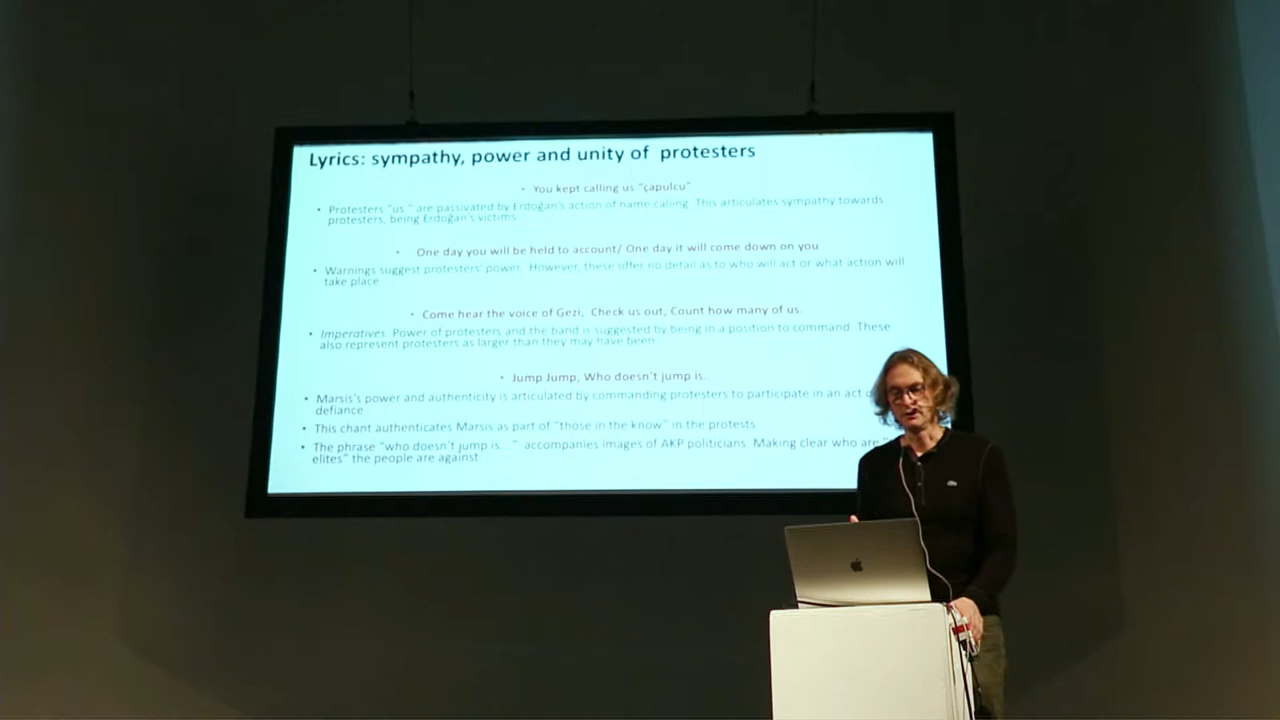 Lyrics: sympathy, power and unity of protesters
• You kept calling us "çapulcu"
• Protesters "us " are passivated by Erdoğan's action of name calling. This articulates sympathy towards
protesters, being Erdoğan's victims.
• One day you will be held to account/ One day it will come down on you
• Warnings suggest protesters' power. However, these offer no detail as to who will act or what action will
take place
• Come hear the voice of Gezi, Check us out, Count how many of us.
• Imperatives: Power of protesters and the band is suggested by being in a position to command. These
also represent protesters as larger than they may have been.
• Jump Jump, Who doesn't jump is..
• Marsis's power and authenticity is articulated by commanding protesters to participate in an act
defiance
• This chant authenticates Marsis as part of "those in the know" in the protests
• The phrase "who doesn't jump is... " accompanies images of AKP politicians. Making clear who are
elites" the people are against